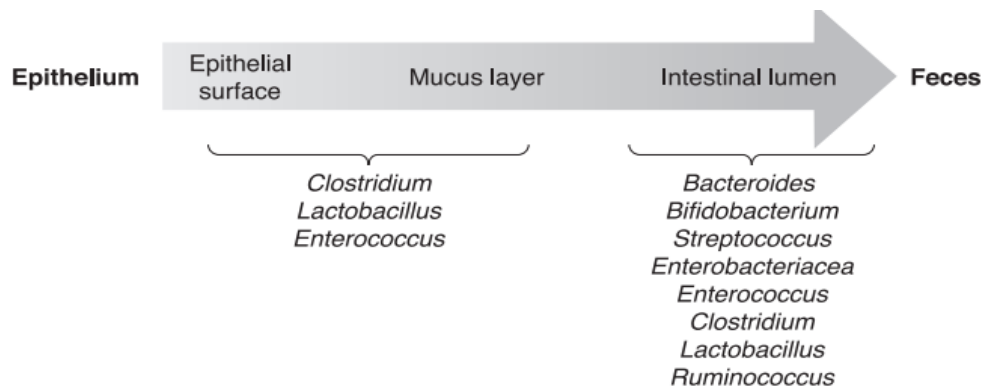 Epithelium
Epithelial
surface
Mucus layer
Intestinal lumen
Feces
Clostridium
Lactobacillus
Enterococcus
Bacteroides
Bifidobacterium
Streptococcus
Enterobacteriacea
Enterococcus
Clostridium
Lactobacillus
Ruminococcus